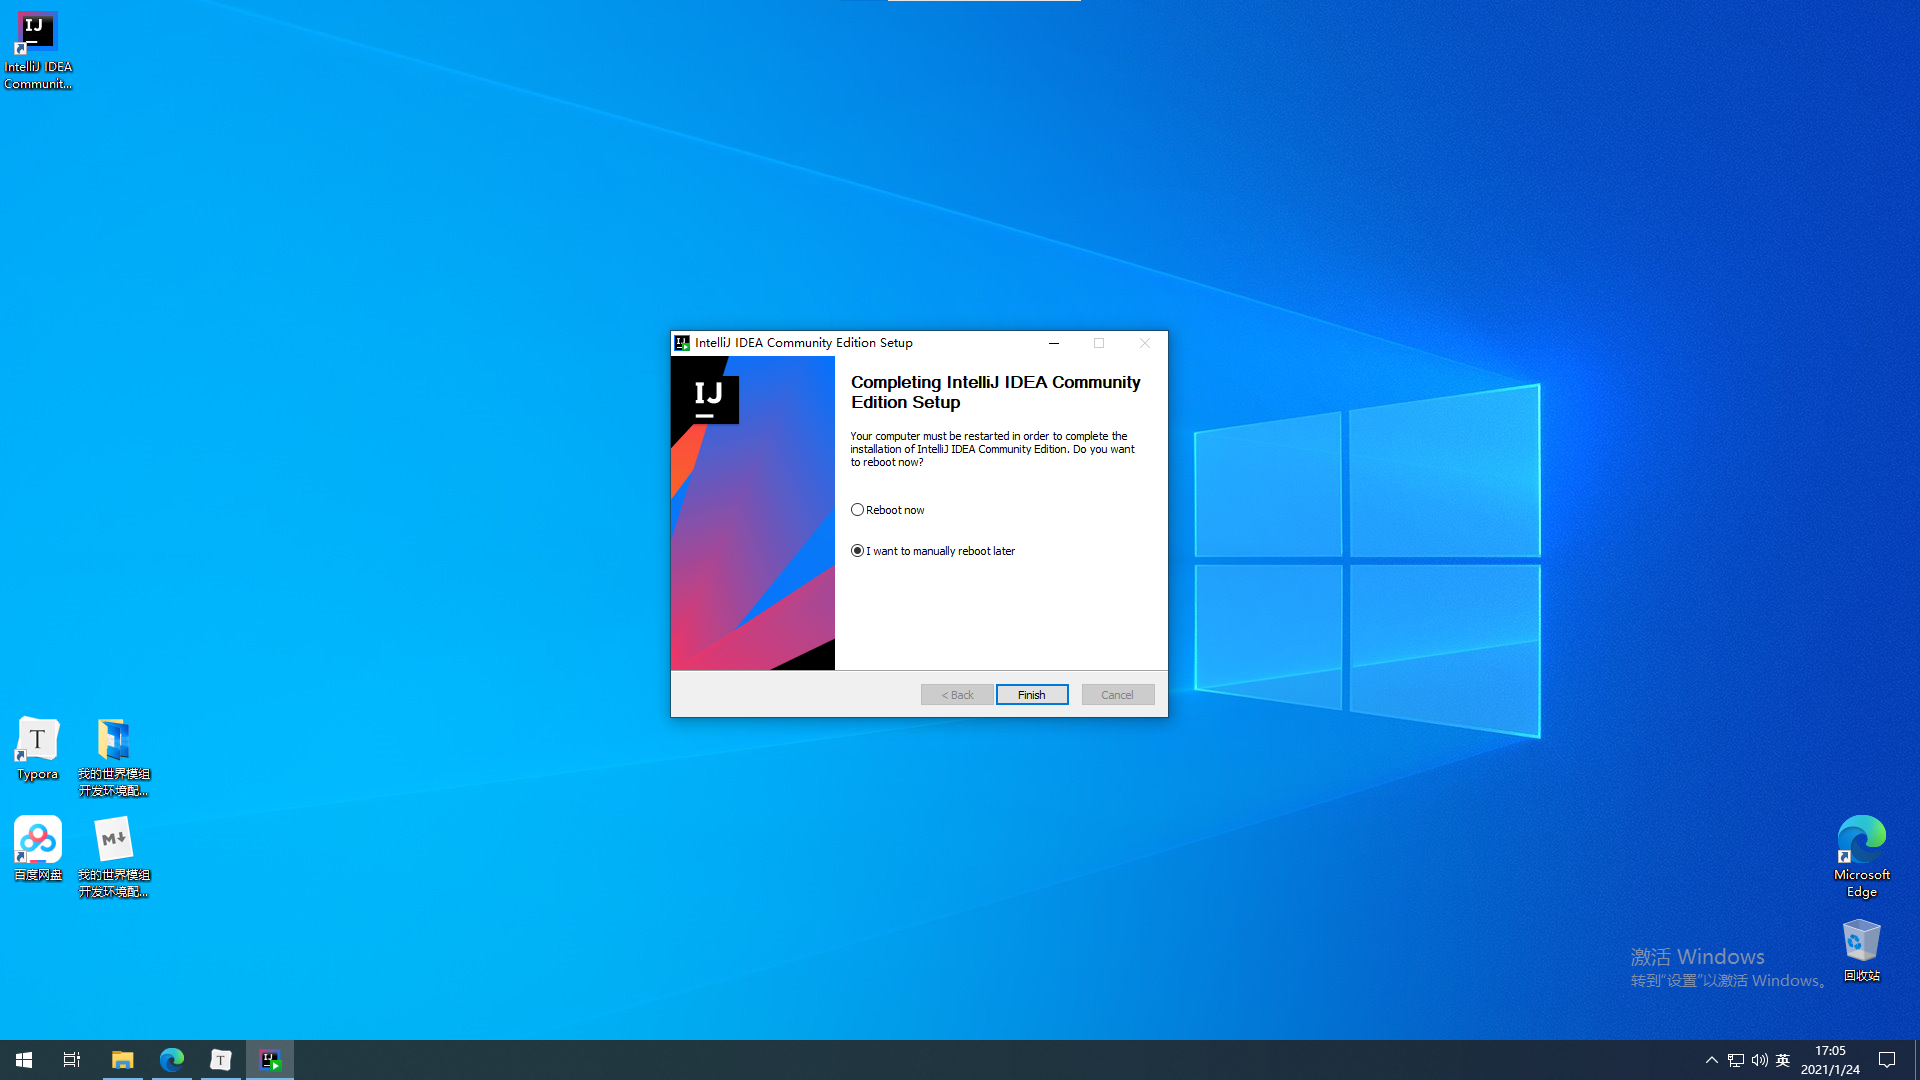 IJ
IntelliJ IDEA
Communit...
IntelliJ IDEA Community Edition Setup
IJ
Completing IntelliJ IDEA Community
Edition Setup
Your computer must be restarted in order to complete the
installation of IntelliJ IDEA Community Edition. Do you want
to reboot now?
Reboot now
I want to manually reboot later
< Back
Finish
Cancel
T
Typora
我的世界模组
开发环境配...
百度网盘
M
我的世界模组
开发环境配...
Microsoft
Edge
回收站
激活 Windows
转到"设置"以激活 Windows。
T
IJ
英
17:05
2021/1/24